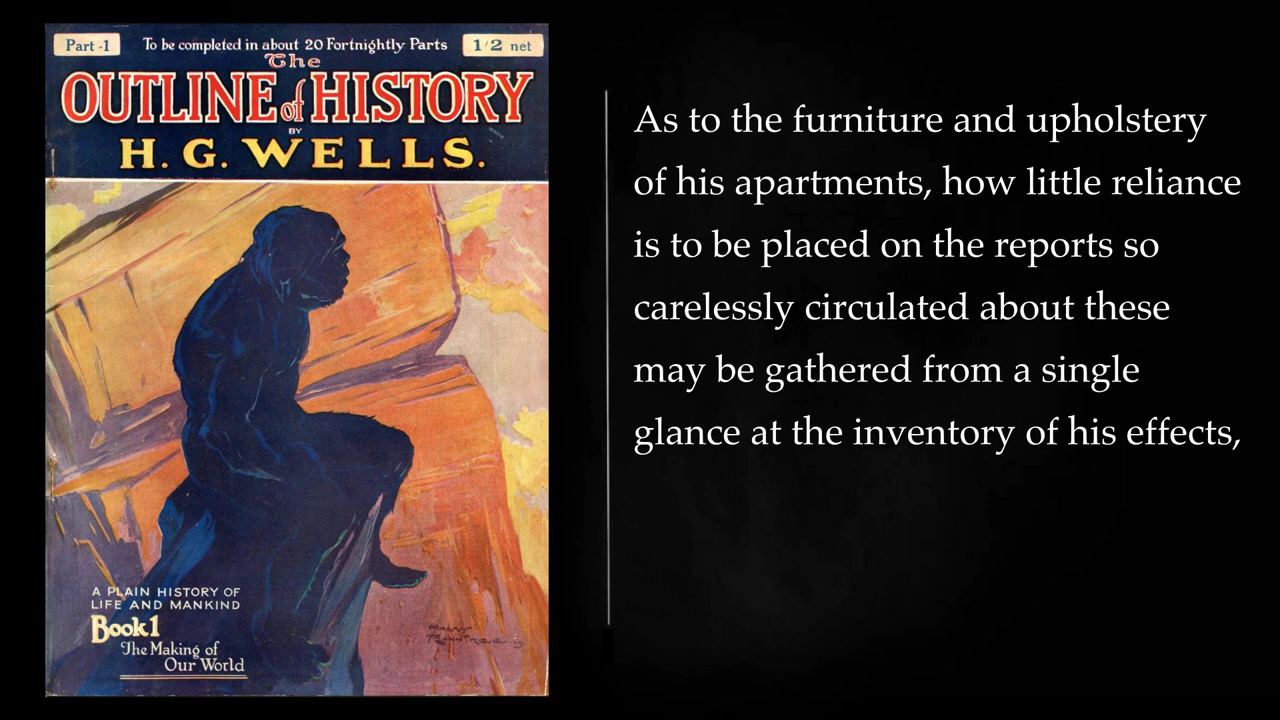 Part -1
To be completed in about 20 Fortnightly Parts
1/2 net
The
OUTLINE of HISTORY
BY
H. G. WELLS.
A PLAIN HISTORY OF
LIFE AND MANKIND
Book 1
The Making of
Our World
As to the furniture and upholstery
of his apartments, how little reliance
is to be placed on the reports so
carelessly circulated about these
may be gathered from a single
glance at the inventory of his effects,